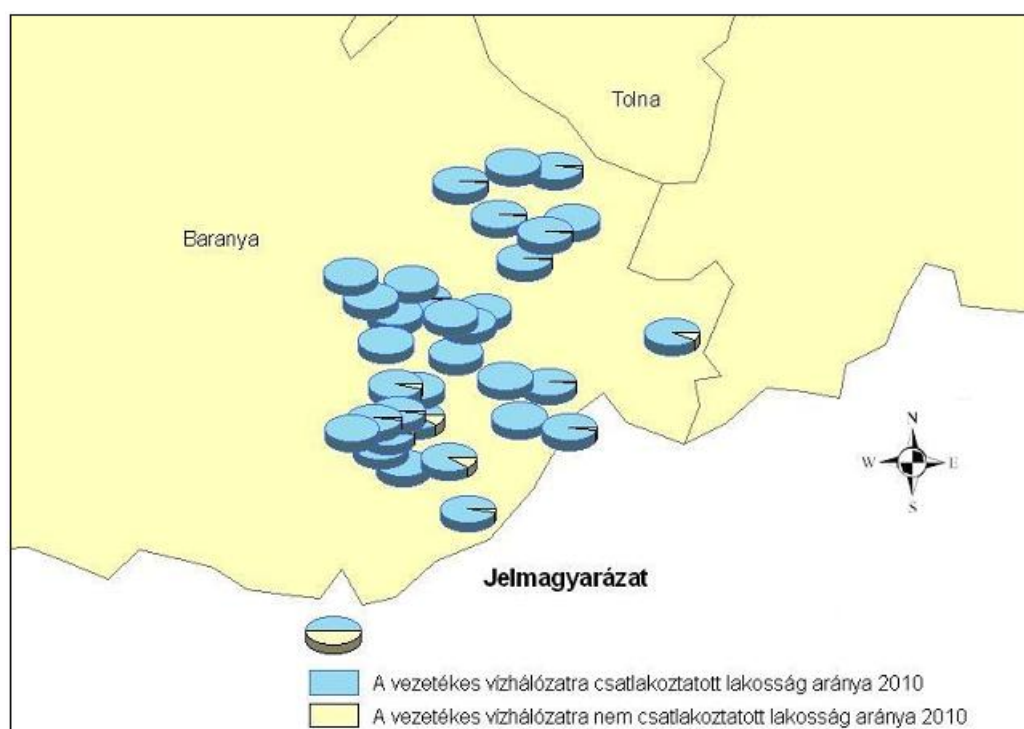 Tolna
Baranya
N
W E
S
Jelmagyarázat
A vezetékes vízhálózatra csatlakoztatott lakosság aránya 2010
A vezetékes vízhálózatra nem csatlakoztatott lakosság aránya 2010